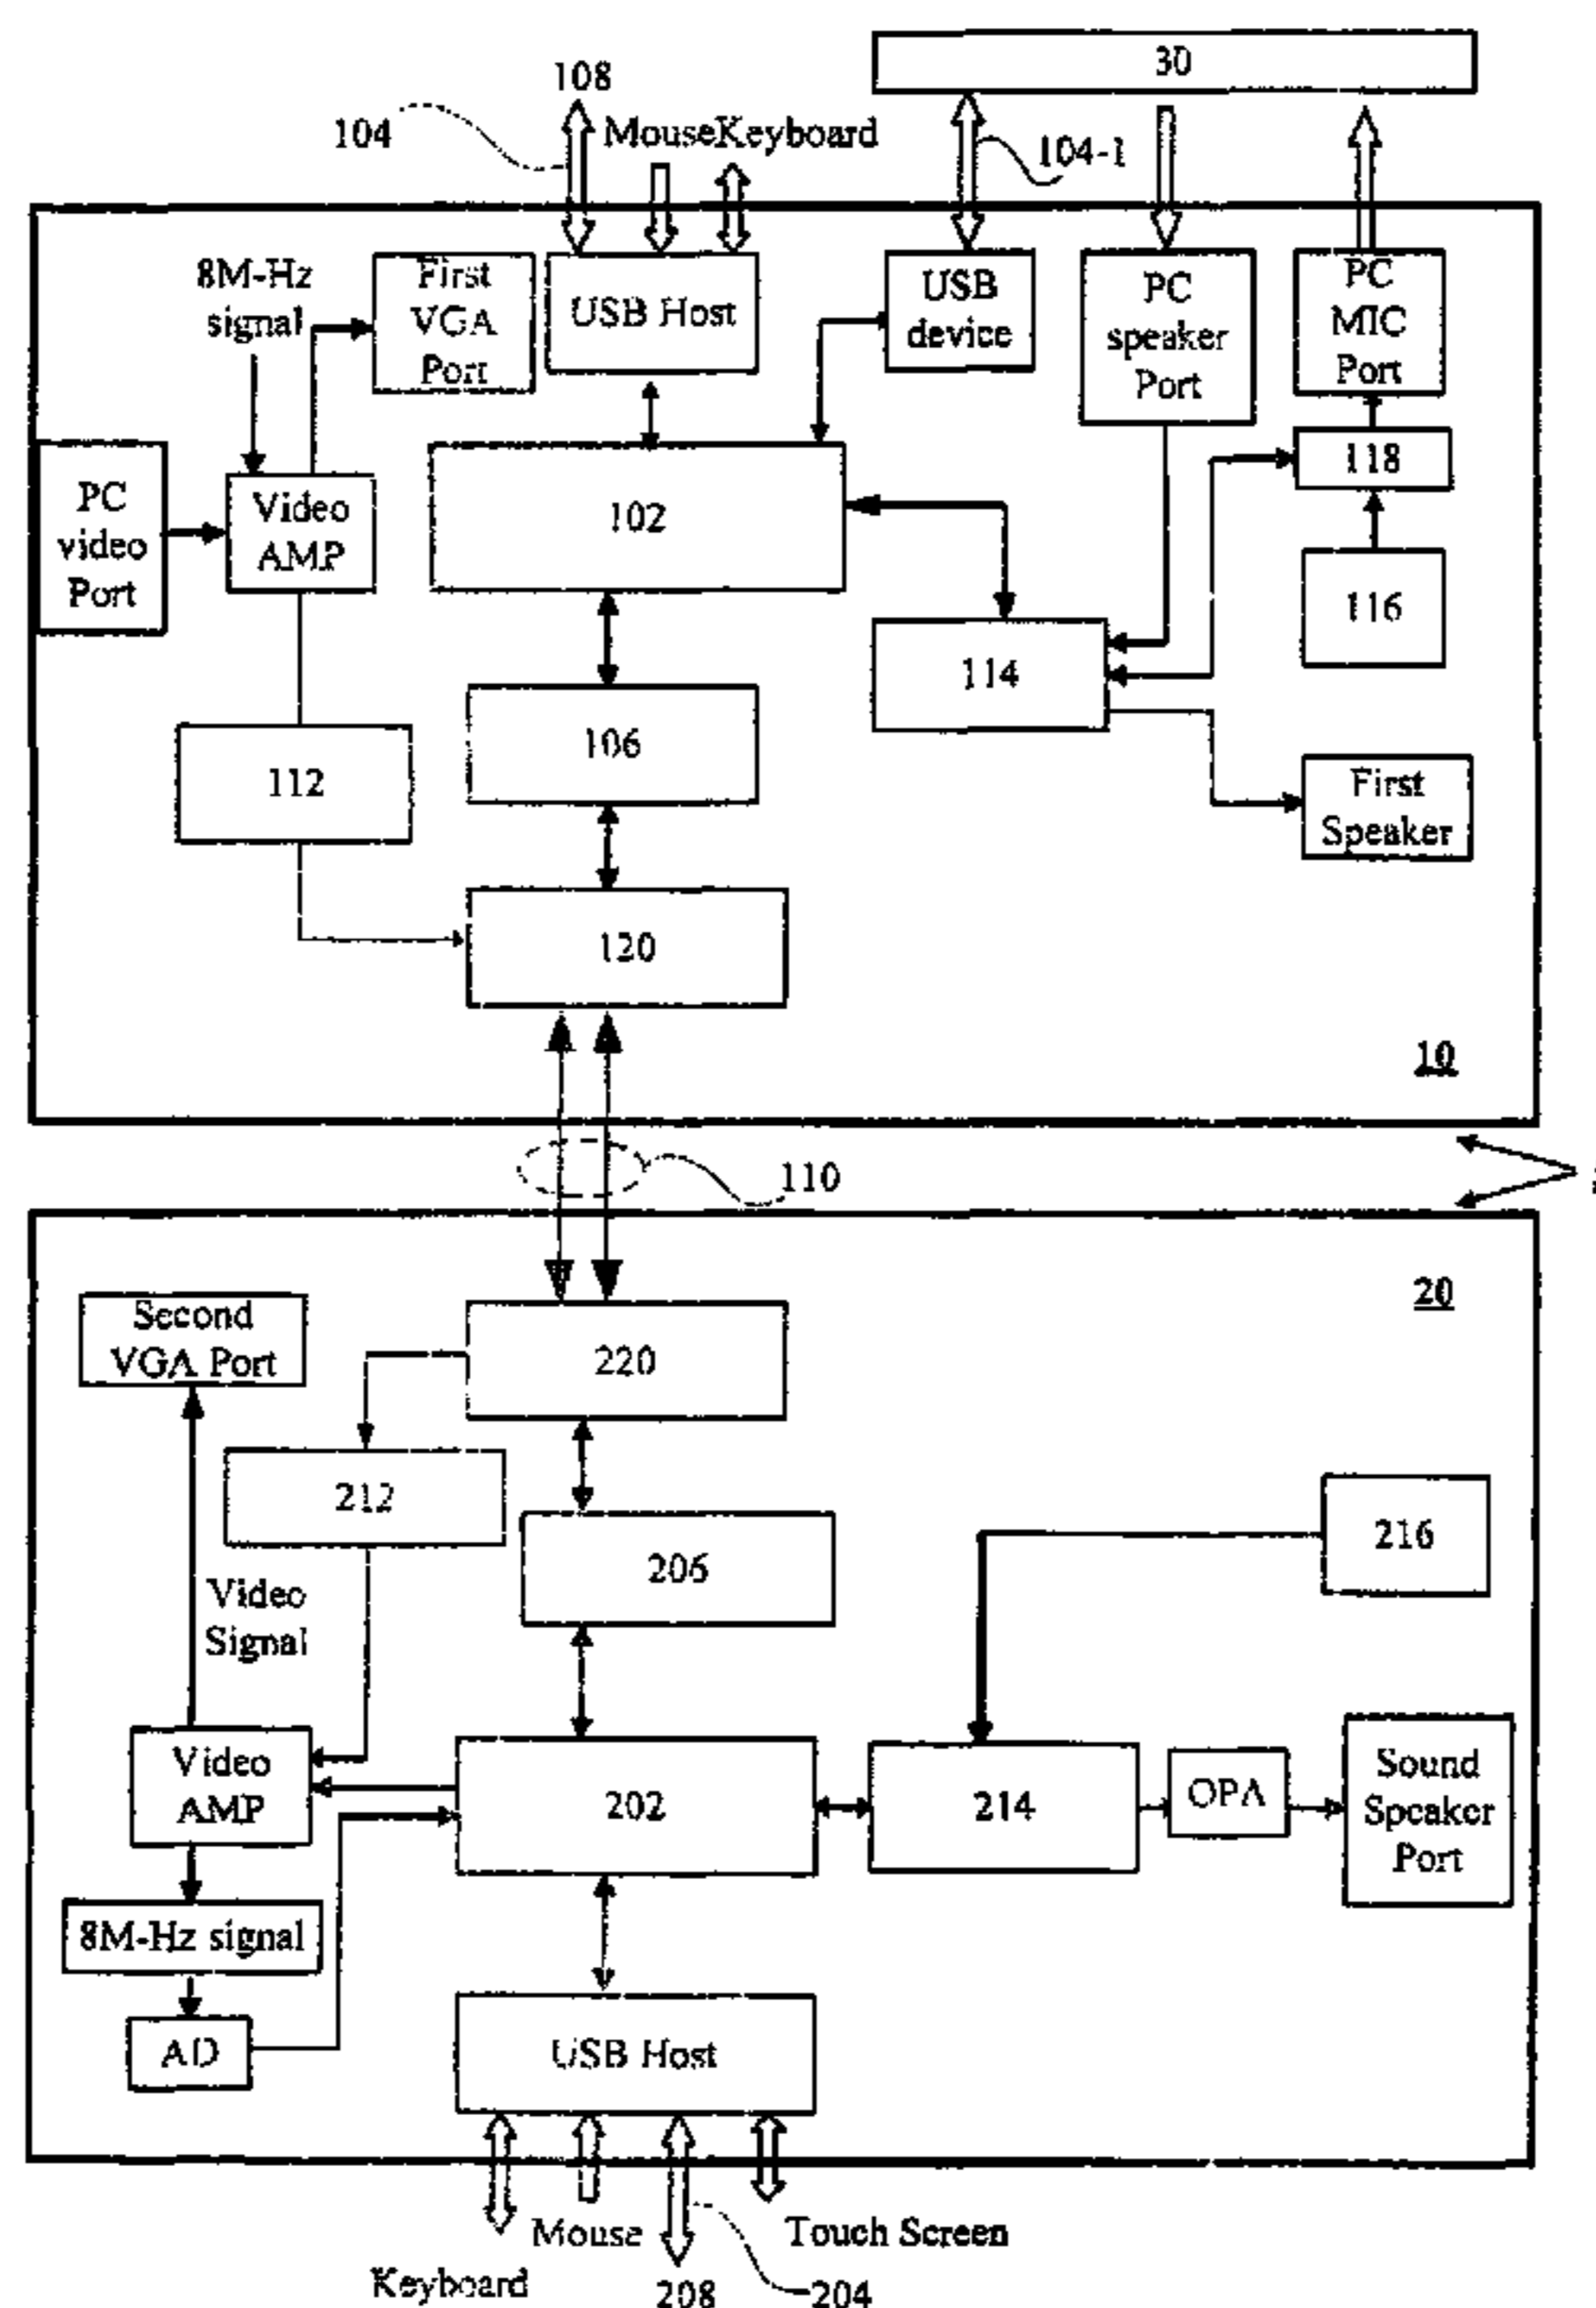 30
108
104
MouseKeyboard
104-1
8M-Hz
signal
First
VGA
Port
USB Host
USB
device
PC
speaker
Port
PC
MIC
Port
PC
video
Port
Video
AMP
102
118
116
114
106
112
First
Speaker
120
10
110
20
Second
VGA Port
220
212
216
206
Video
Signal
Video
AMP
202
214
OPA
Sound
Speaker
Port
8M-Hz signal
AD
USB Host
Mouse
Touch Screen
Keyboard
208
204